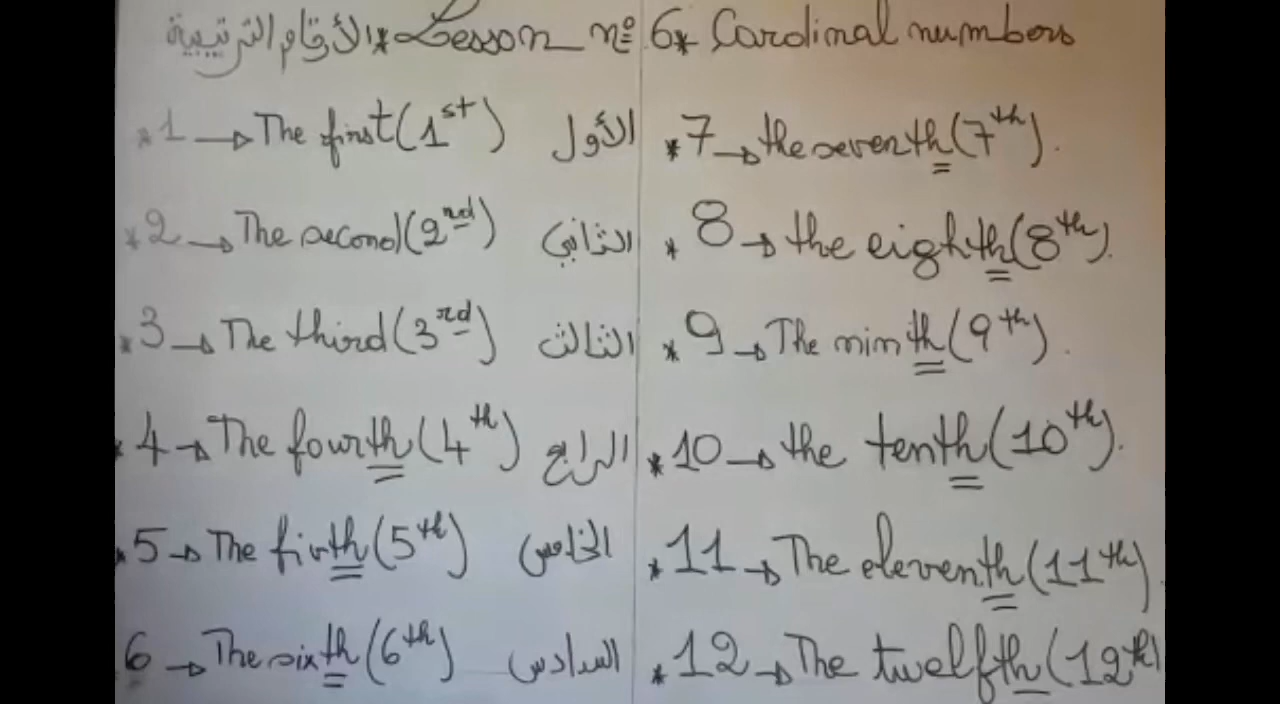 الأرقام الترتيبية * Lesson n° 6 * Cardinal numbers
* 1 → The first (1st) الأول
* 2 → The second (2nd) الثاني
* 3 → The third (3rd) الثالث
* 4 → The fourth (4th) الرابع
* 5 → The fivth (5th) الخامس
6 → The sixth (6th) السادس
* 7 → the seventh (7th).
* 8 → the eighth (8th).
* 9 → The ninth (9th).
* 10 → the tenth (10th).
* 11 → The eleventh (11th).
* 12 → The twelfth (12th)